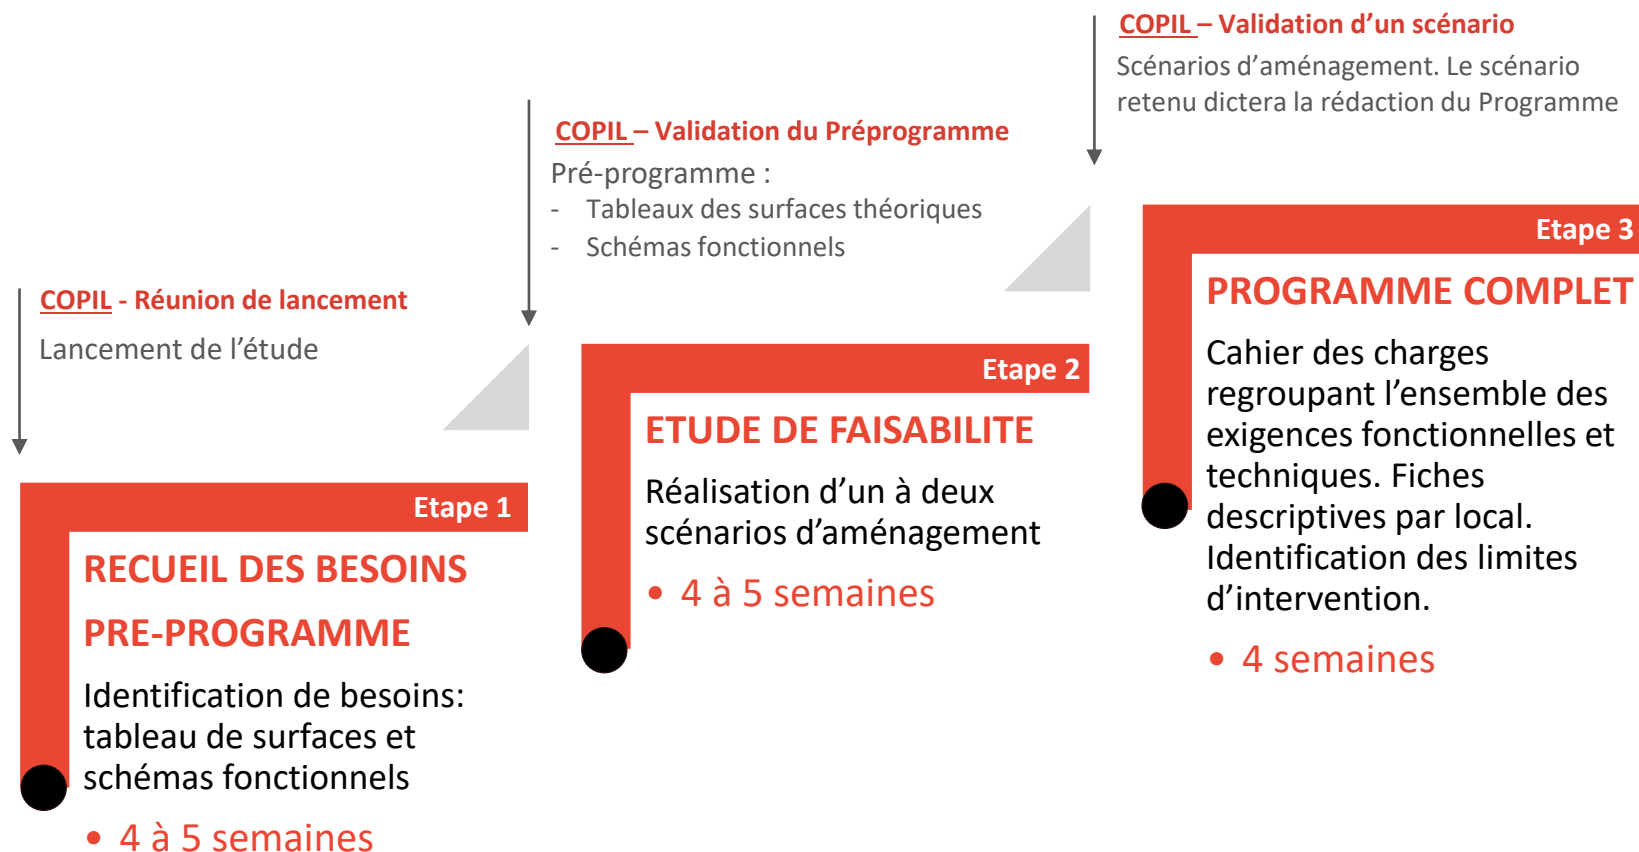 COPIL - Réunion de lancement
Lancement de l’étude
Etape 1
RECUEIL DES BESOINS
PRE-PROGRAMME
Identification de besoins:
tableau de surfaces et
schémas fonctionnels
• 4 à 5 semaines
COPIL – Validation du Préprogramme
Pré-programme :
- Tableaux des surfaces théoriques
- Schémas fonctionnels
Etape 2
ETUDE DE FAISABILITE
Réalisation d’un à deux
scénarios d’aménagement
• 4 à 5 semaines
COPIL – Validation d’un scénario
Scénarios d’aménagement. Le scénario
retenu dictera la rédaction du Programme
Etape 3
PROGRAMME COMPLET
Cahier des charges
regroupant l’ensemble des
exigences fonctionnelles et
techniques. Fiches
descriptives par local.
Identification des limites
d’intervention.
• 4 semaines